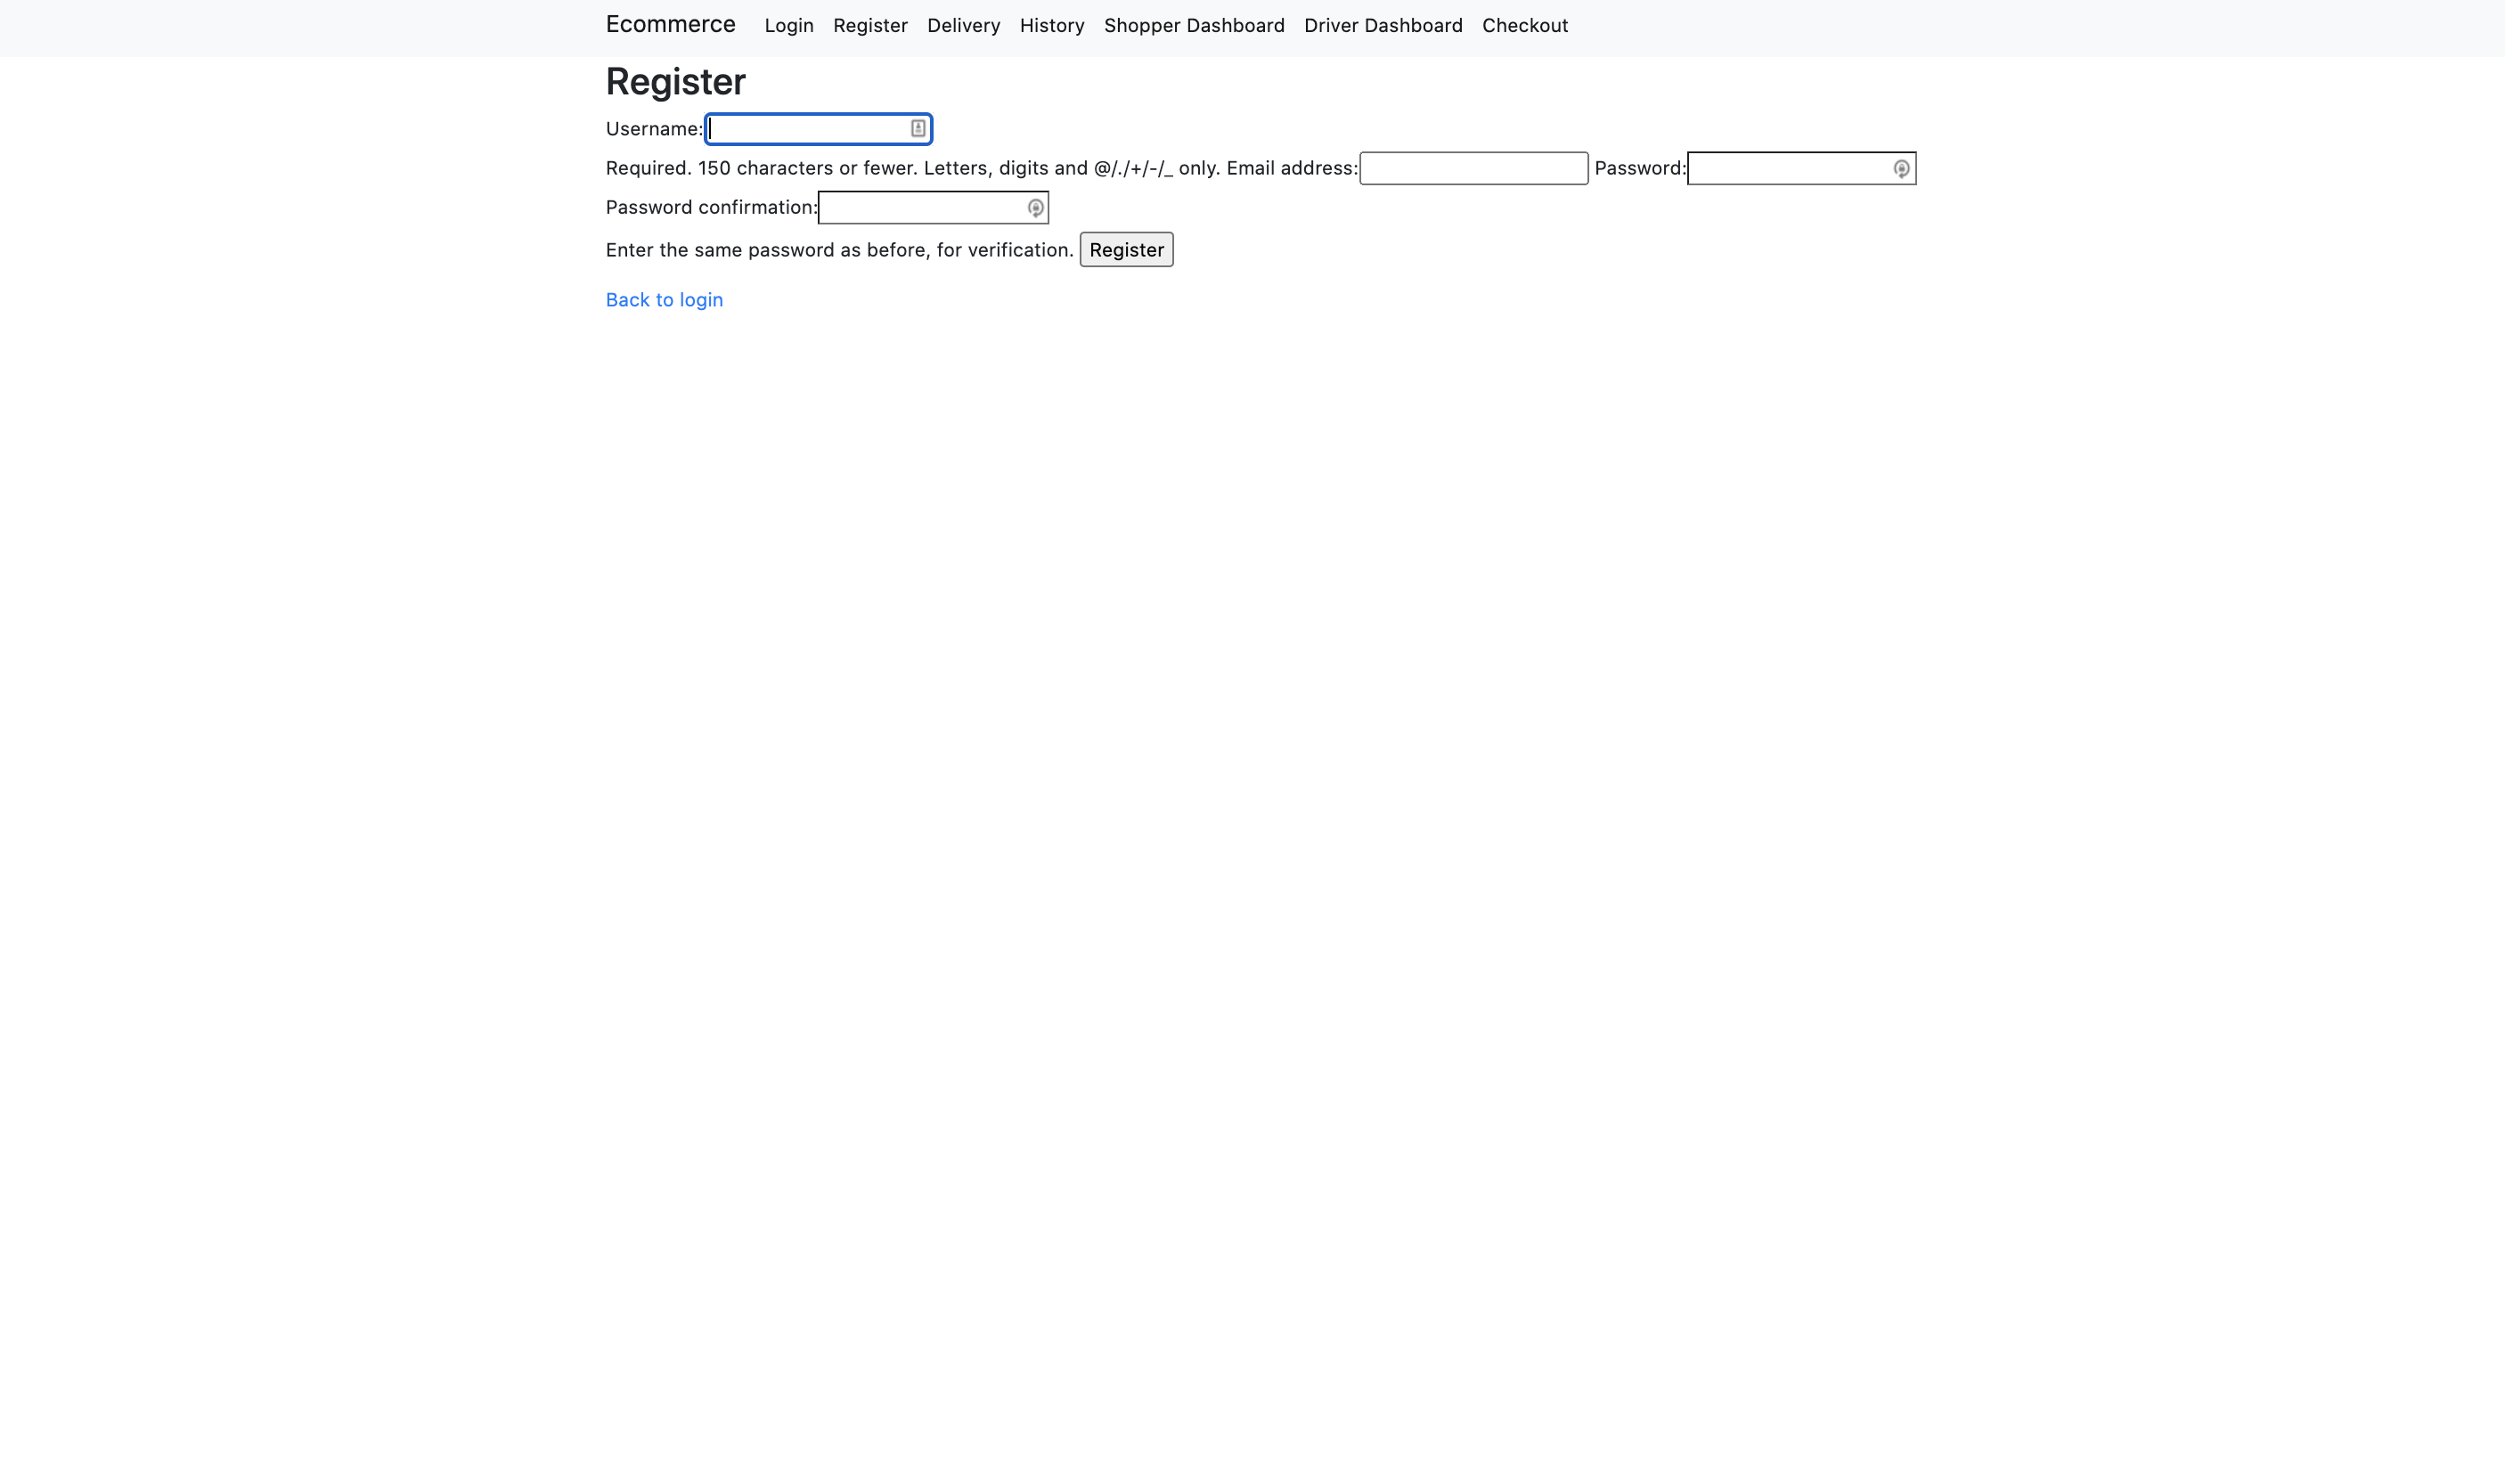 Ecommerce Login Register Delivery History Shopper Dashboard Driver Dashboard Checkout
Register
Username:
Required. 150 characters or fewer. Letters, digits and @/./+/-/_ only. Email address: Password:
Password confirmation:
Enter the same password as before, for verification. Register
Back to login